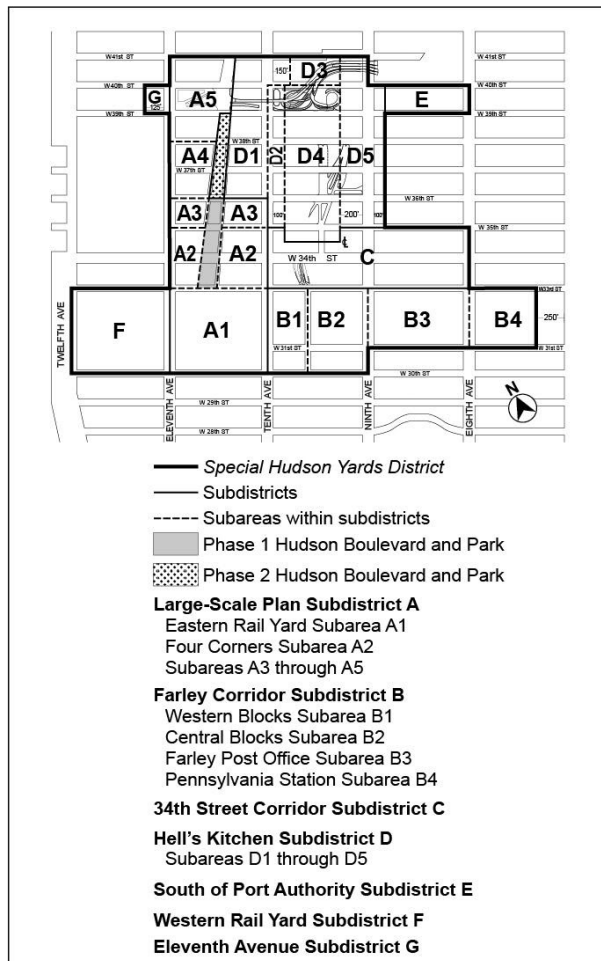 W 41st ST
W 41st ST
150'
D3
W 40th ST
W 40th ST
G
A5
E
125'
W 39th ST
W 39th ST
W 38th ST
A4
D1
D2
D4
D5
W 37th ST
W 36th ST
A3
A3
100'
200'
100'
W 35th ST
A2
A2
W 34th ST
C
W33rd ST
F
A1
B1
B2
B3
B4
250'
W 31st ST
W 31st ST
W 30th ST
TWELFTH AVE
ELEVENTH AVE
TENTH AVE
NINTH AVE
EIGHTH AVE
W 29th ST
W 28th ST
N
Special Hudson Yards District
Subdistricts
Subareas within subdistricts
Phase 1 Hudson Boulevard and Park
Phase 2 Hudson Boulevard and Park
Large-Scale Plan Subdistrict A
Eastern Rail Yard Subarea A1
Four Corners Subarea A2
Subareas A3 through A5
Farley Corridor Subdistrict B
Western Blocks Subarea B1
Central Blocks Subarea B2
Farley Post Office Subarea B3
Pennsylvania Station Subarea B4
34th Street Corridor Subdistrict C
Hell's Kitchen Subdistrict D
Subareas D1 through D5
South of Port Authority Subdistrict E
Western Rail Yard Subdistrict F
Eleventh Avenue Subdistrict G